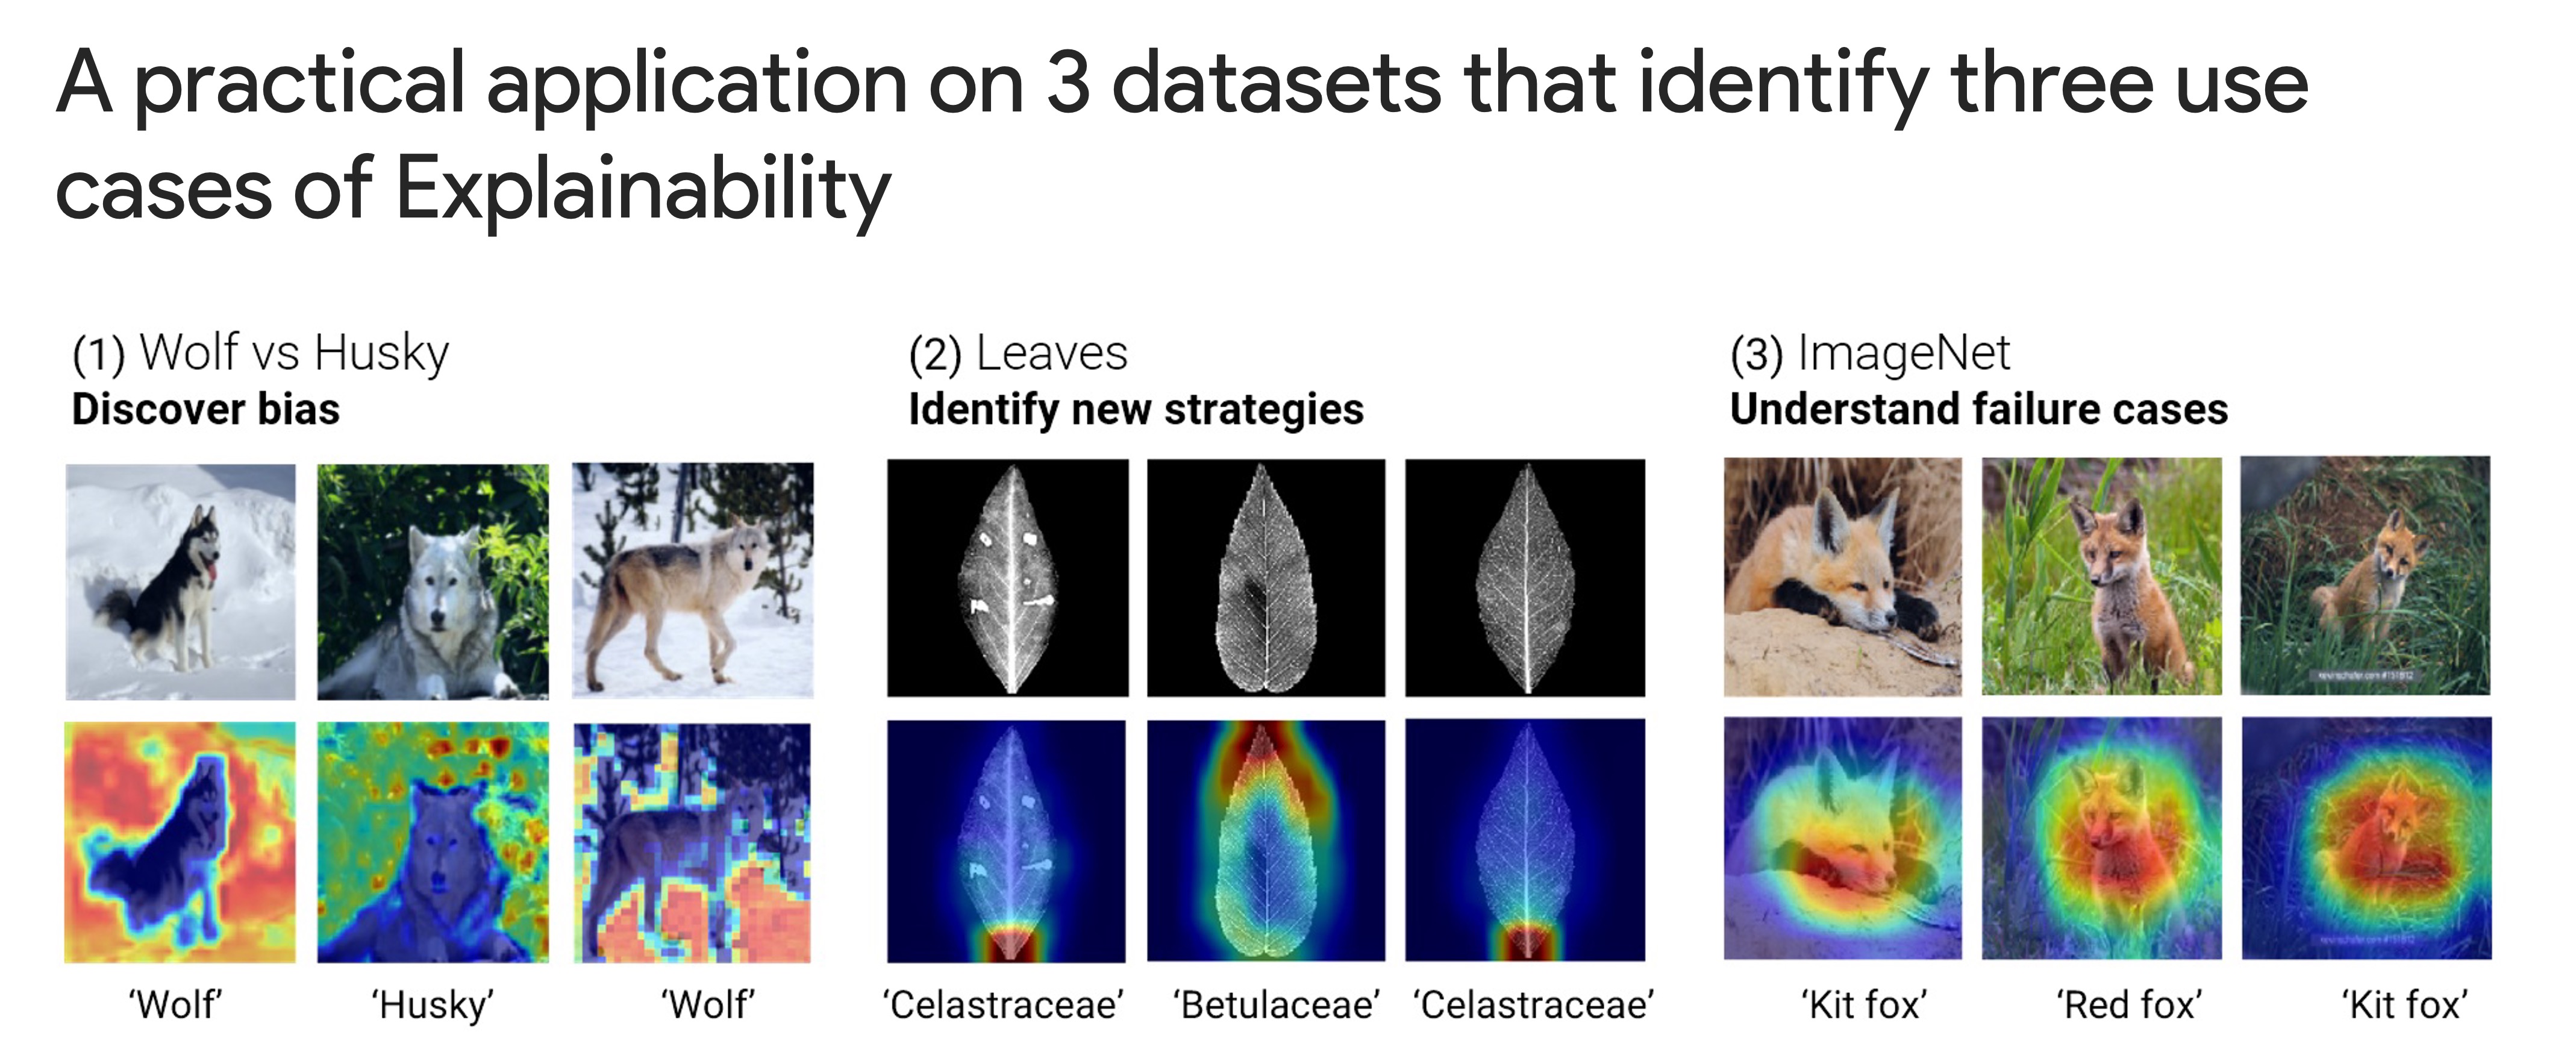 A practical application on 3 datasets that identify three use
cases of Explainability
(1) Wolf vs Husky
Discover bias
(2) Leaves
Identify new strategies
(3) ImageNet
Understand failure cases
‘Wolf’
‘Husky’
‘Wolf’
‘Celastraceae’
‘Betulaceae’
‘Celastraceae’
‘Kit fox’
‘Red fox’
‘Kit fox’